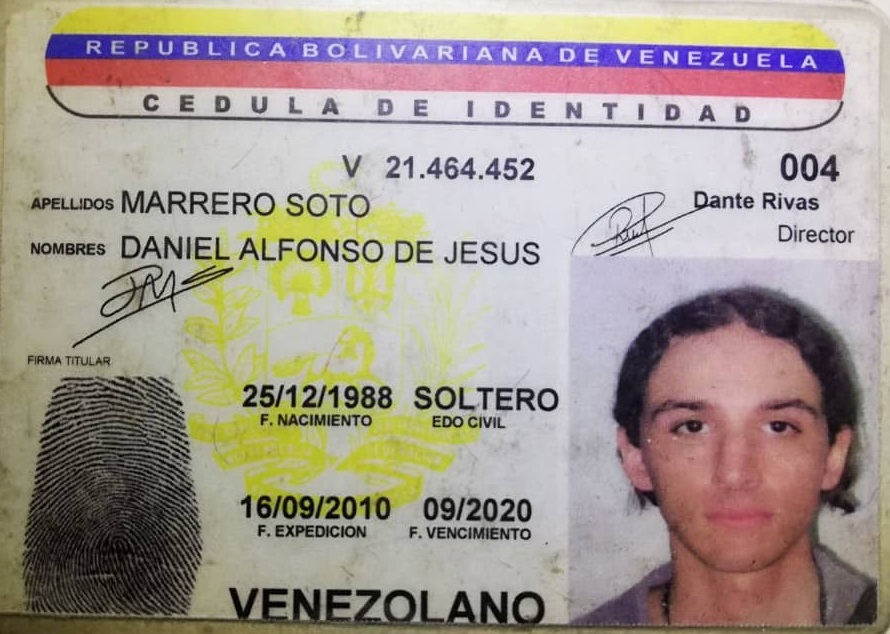 REPUBLICA BOLIVARIANA DE VENEZUELA
CEDULA DE IDENTIDAD
V 21.464.452 004
APELLIDOS MARRERO SOTO
Dante Rivas
Director
NOMBRES DANIEL ALFONSO DE JESUS
FIRMA TITULAR
25/12/1988 SOLTERO
F. NACIMIENTO EDO CIVIL
16/09/2010 09/2020
F. EXPEDICION F. VENCIMIENTO
VENEZOLANO